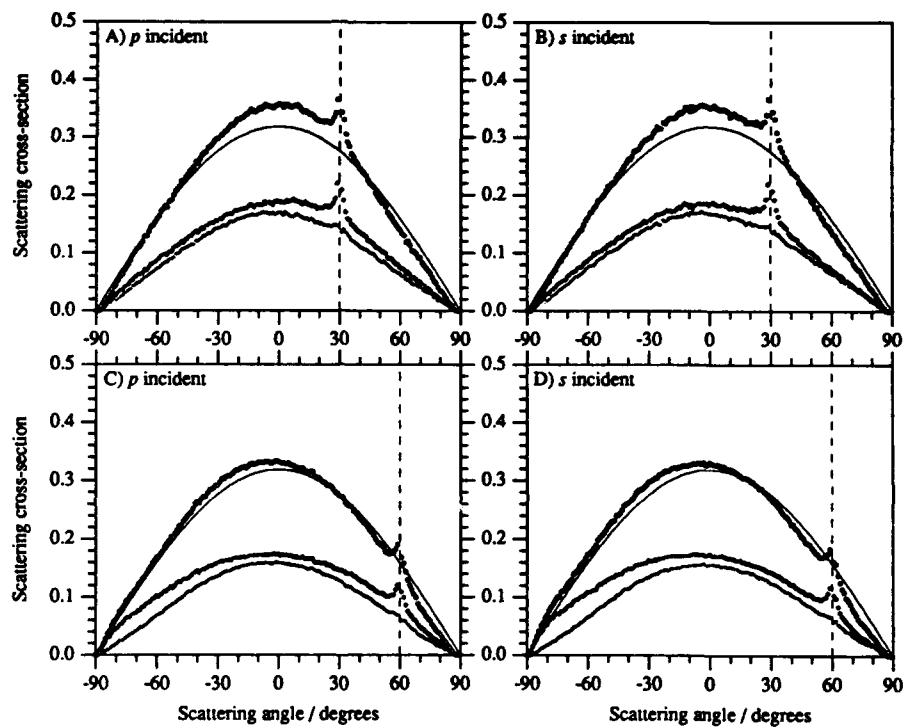 A) p incident
B) s incident
0.5 0.5
0.4 0.4
0.3 0.3
0.2 0.2
0.1 0.1
0.0 0.0
Scattering cross-section
-90 -60 -30 0 30 60 90
-90 -60 -30 0 30 60 90
C) p incident
D) s incident
0.5 0.5
0.4 0.4
0.3 0.3
0.2 0.2
0.1 0.1
0.0 0.0
Scattering cross-section
-90 -60 -30 0 30 60 90
-90 -60 -30 0 30 60 90
Scattering angle / degrees
Scattering angle / degrees